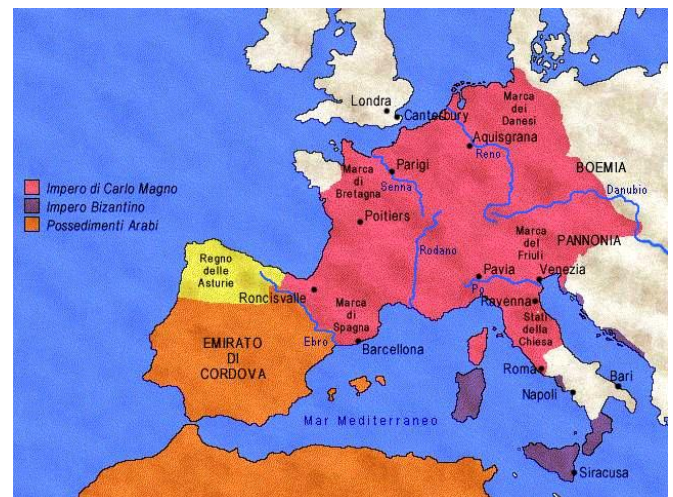 Londra
Canterbury
Marca
dei
Danesi
Aquisgrana
Reno
BOEMIA
Danubio
Impero di Carlo Magno
Impero Bizantino
Possedimenti Arabi
Marca
di
Bretagna
Parigi
Senna
Poitiers
Marca
del
Friuli
PANNONIA
Regno
delle
Asturie
Rodano
Pavia
Venezia
Po
Ravenna
Roncisvalle
Marca
di
Spagna
Stati
della
Chiesa
Ebro
Barcellona
EMIRATO
DI
CORDOVA
Roma
Napoli
Bari
Mar Mediterraneo
Siracusa